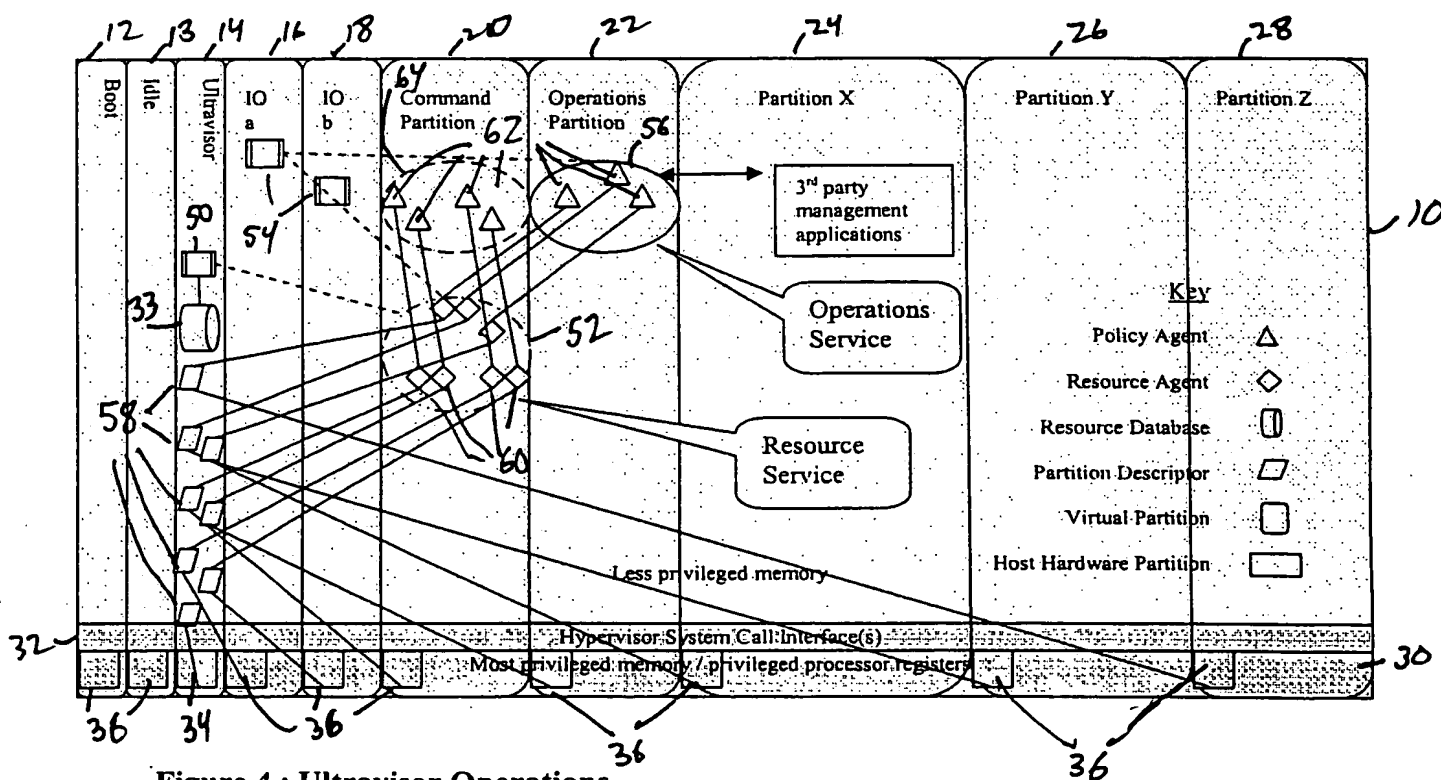 12 13 14 16 18 20 22 24 26 28
Boot
Idle
Ultravisor
IO
a
IO
b
64
Command
Partition
62
Operations
Partition
56
Partition X
Partition Y
Partition Z
3rd party
management
applications
10
50
54
33
52
Operations
Service
Key
Policy Agent
Resource Agent
Resource Database
Partition Descriptor
Virtual Partition
Host Hardware Partition
58
60
Resource
Service
Less privileged memory
32
Hypervisor System Call Interface(s)
Most privileged memory / privileged processor registers
30
36 36 34 36 36 36 36 36
Figure 4 : Ultravisor Operations